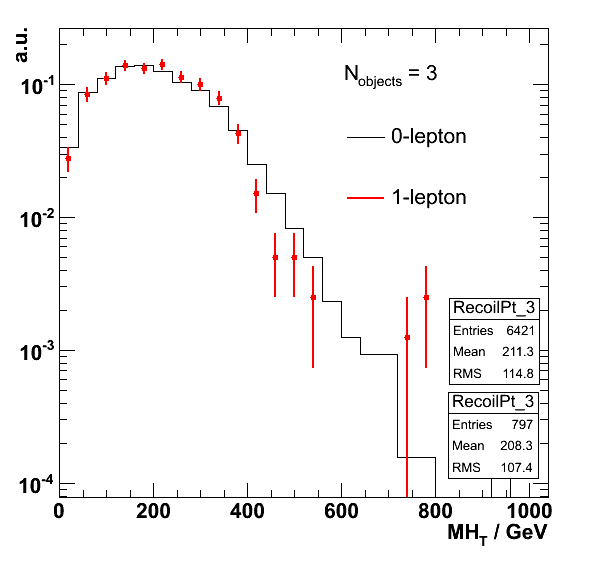 a.u.
N_objects = 3
0-lepton
1-lepton
10^-1
10^-2
10^-3
10^-4
RecoilPt_3
Entries 6421
Mean 211.3
RMS 114.8
RecoilPt_3
Entries 797
Mean 208.3
RMS 107.4
0 200 400 600 800 1000
MH_T / GeV